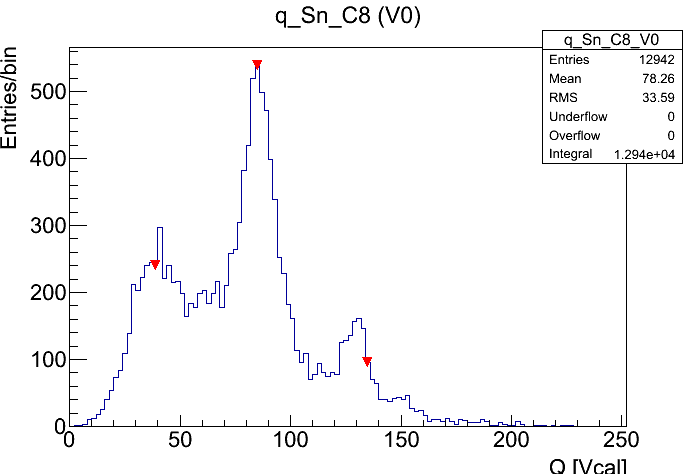 q_Sn_C8 (V0)
q_Sn_C8_V0
Entries 12942
Mean 78.26
RMS 33.59
Underflow 0
Overflow 0
Integral 1.294e+04
Entries/bin
500
400
300
200
100
0
0 50 100 150 200 250
Q [Vcal]